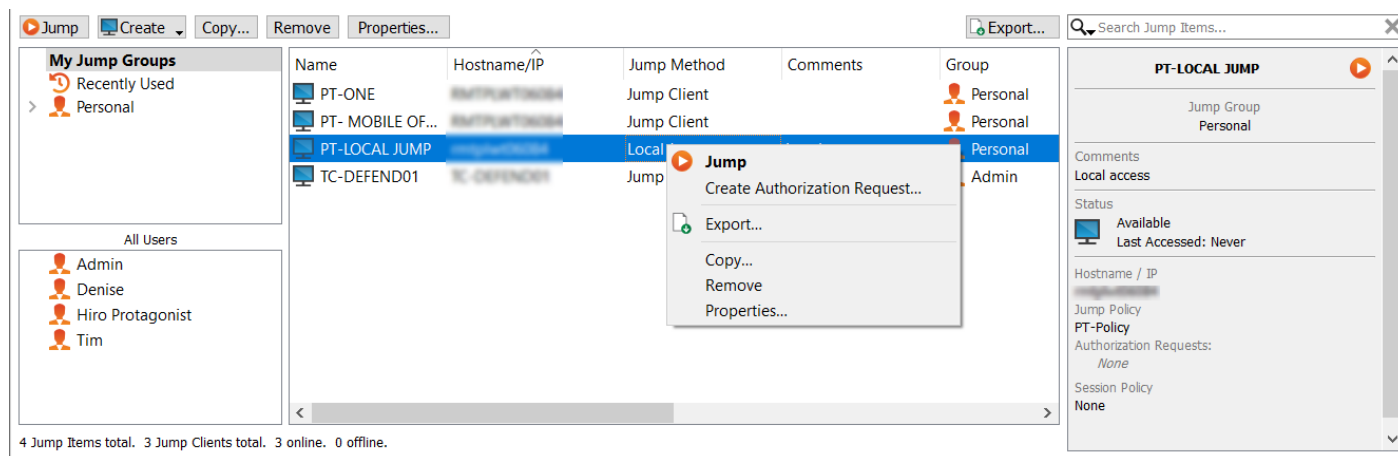 Jump Create Copy... Remove Properties... Export... Search Jump Items...
My Jump Groups
Recently Used
Personal
All Users
Admin
Denise
Hiro Protagonist
Tim
Name Hostname/IP Jump Method Comments Group
PT-ONE Jump Client Personal
PT- MOBILE OF... Jump Client Personal
PT-LOCAL JUMP Local Personal
TC-DEFEND01 TC-DEFEND01 Jump Admin
Jump
Create Authorization Request...
Export...
Copy...
Remove
Properties...
PT-LOCAL JUMP
Jump Group
Personal
Comments
Local access
Status
Available
Last Accessed: Never
Hostname / IP
Jump Policy
PT-Policy
Authorization Requests:
None
Session Policy
None
4 Jump Items total. 3 Jump Clients total. 3 online. 0 offline.